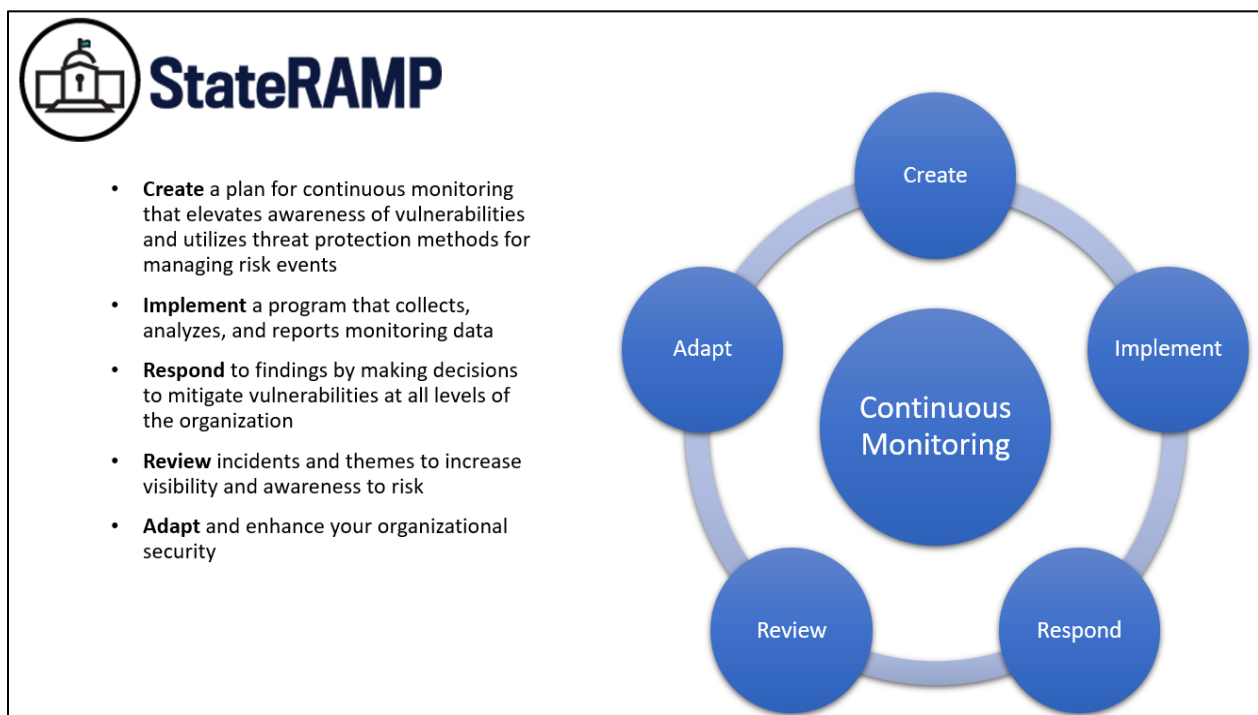 StateRAMP
• Create a plan for continuous monitoring
that elevates awareness of vulnerabilities
and utilizes threat protection methods for
managing risk events
• Implement a program that collects,
analyzes, and reports monitoring data
• Respond to findings by making decisions
to mitigate vulnerabilities at all levels of
the organization
• Review incidents and themes to increase
visibility and awareness to risk
• Adapt and enhance your organizational
security
Create
Implement
Respond
Review
Adapt
Continuous
Monitoring